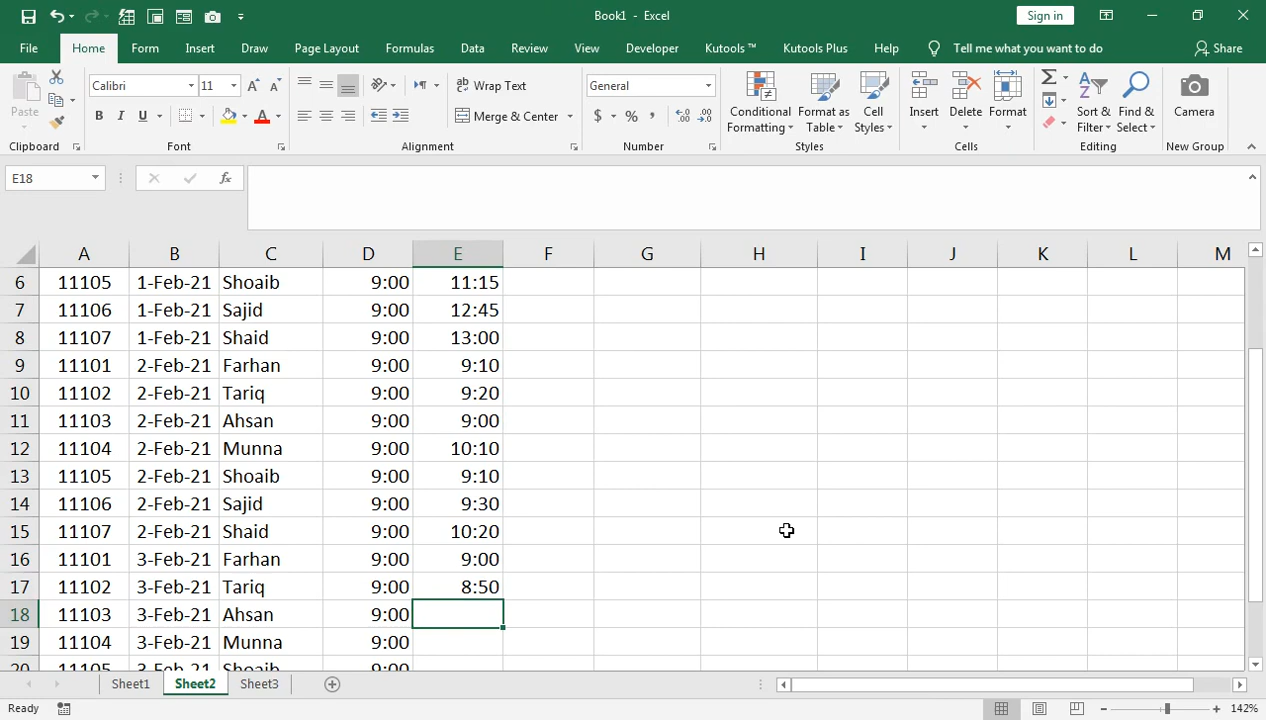 Book1 - Excel
Sign in
File Home Form Insert Draw Page Layout Formulas Data Review View Developer Kutools ™ Kutools Plus Help Tell me what you want to do Share
Paste
Clipboard
Calibri 11
B I U
Font
Wrap Text
Merge & Center
Alignment
General
$ % ,
Number
Conditional Formatting
Format as Table
Cell Styles
Styles
Insert
Delete
Format
Cells
Sort & Filter
Find & Select
Editing
Camera
New Group
E18
fx
A B C D E F G H I J K L M
6 11105 1-Feb-21 Shoaib 9:00 11:15
7 11106 1-Feb-21 Sajid 9:00 12:45
8 11107 1-Feb-21 Shaid 9:00 13:00
9 11101 2-Feb-21 Farhan 9:00 9:10
10 11102 2-Feb-21 Tariq 9:00 9:20
11 11103 2-Feb-21 Ahsan 9:00 9:00
12 11104 2-Feb-21 Munna 9:00 10:10
13 11105 2-Feb-21 Shoaib 9:00 9:10
14 11106 2-Feb-21 Sajid 9:00 9:30
15 11107 2-Feb-21 Shaid 9:00 10:20
16 11101 3-Feb-21 Farhan 9:00 9:00
17 11102 3-Feb-21 Tariq 9:00 8:50
18 11103 3-Feb-21 Ahsan 9:00
19 11104 3-Feb-21 Munna 9:00
20 11105 3-Feb-21 Shoaib 9:00
Sheet1 Sheet2 Sheet3
Ready
142%